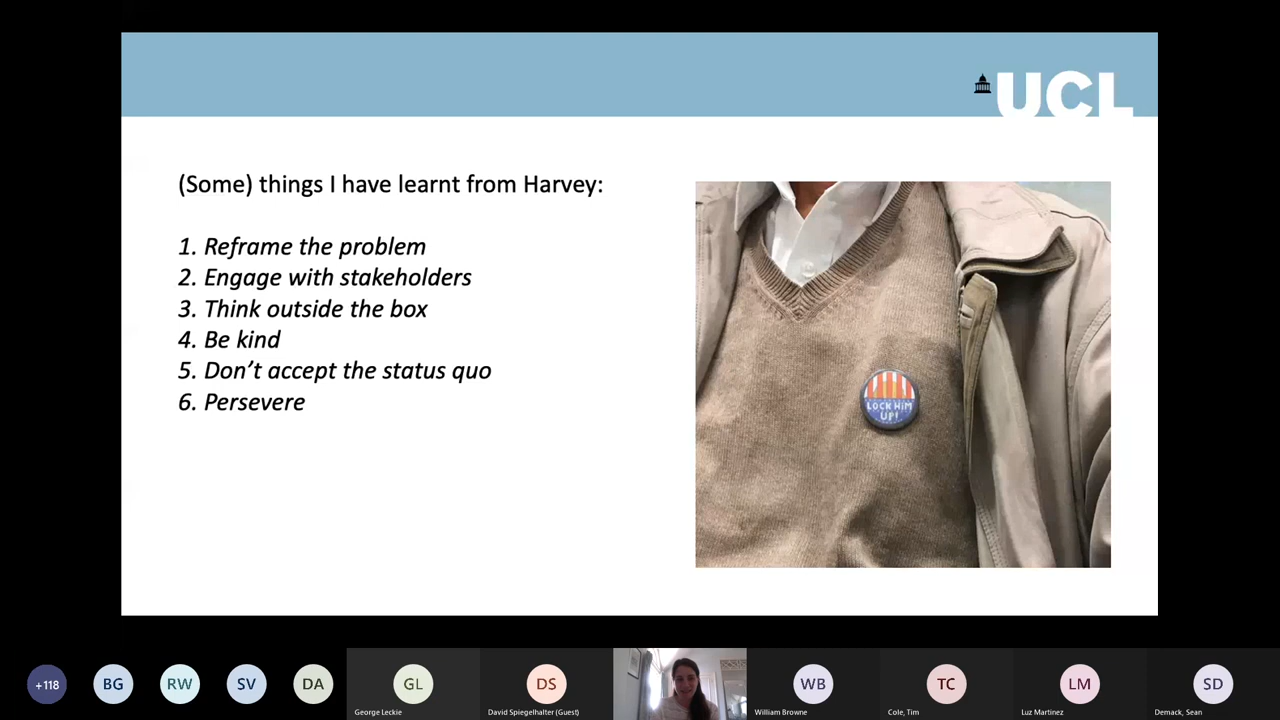 UCL
(Some) things I have learnt from Harvey:
1. Reframe the problem
2. Engage with stakeholders
3. Think outside the box
4. Be kind
5. Don’t accept the status quo
6. Persevere
LOCK HIM
UP!
+118
BG
RW
SV
DA
GL
George Leckie
DS
David Spiegelhalter (Guest)
WB
William Browne
TC
Cole, Tim
LM
Luz Martinez
SD
Demack, Sean